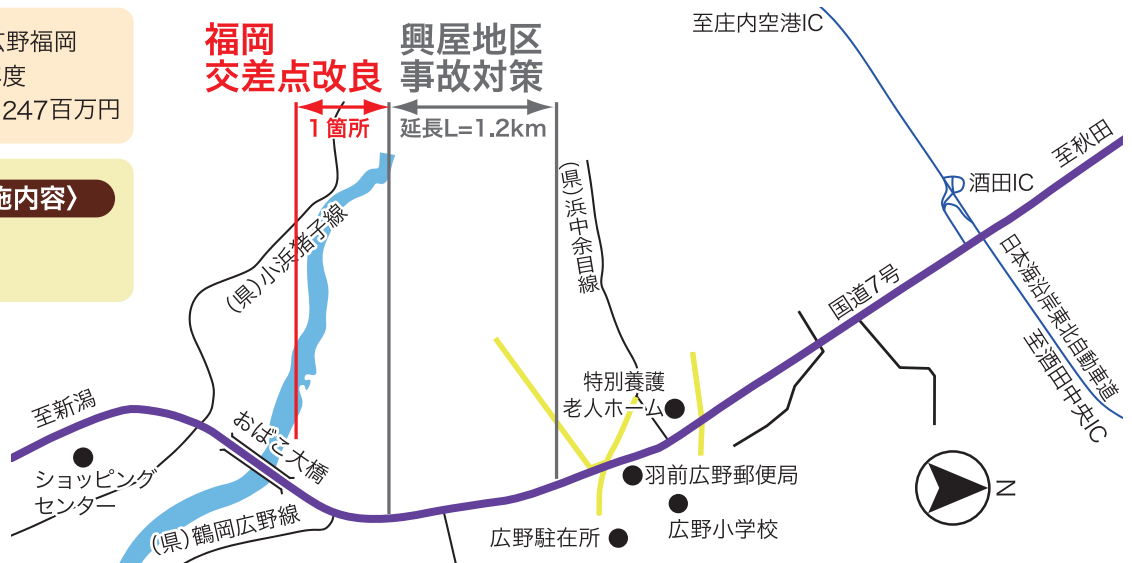 広野福岡
年度
247百万円
施内容〉
福岡
交差点改良
1箇所
興屋地区
事故対策
延長L=1.2km
至庄内空港IC
至秋田
酒田IC
(県)浜中余目線
(県)小浜猪子線
国道7号
日本海沿岸東北自動車道
至酒田中央IC
特別養護
老人ホーム
至新潟
おばこ大橋
ショッピング
センター
羽前広野郵便局
N
広野小学校
(県)鶴岡広野線
広野駐在所